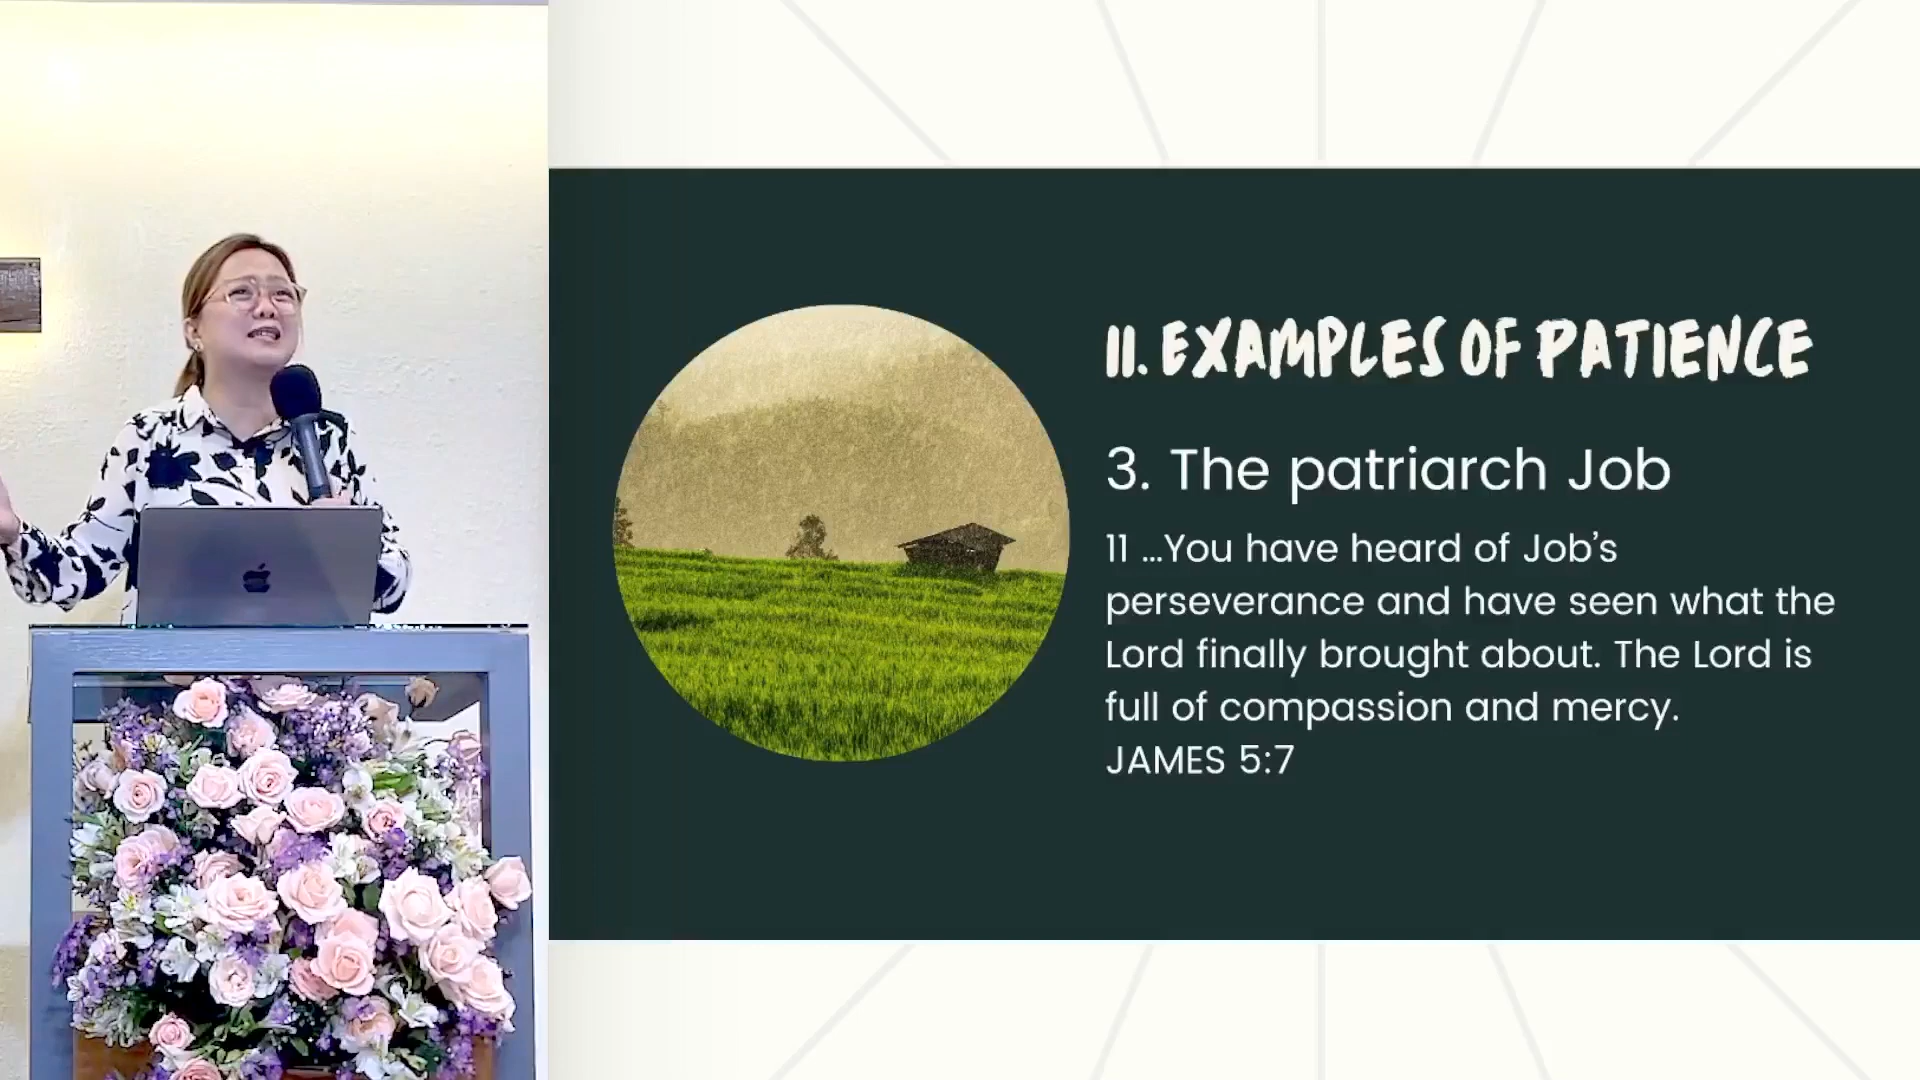 II. EXAMPLES OF PATIENCE
3. The patriarch Job
11 ...You have heard of Job's
perseverance and have seen what the
Lord finally brought about. The Lord is
full of compassion and mercy.
JAMES 5:7